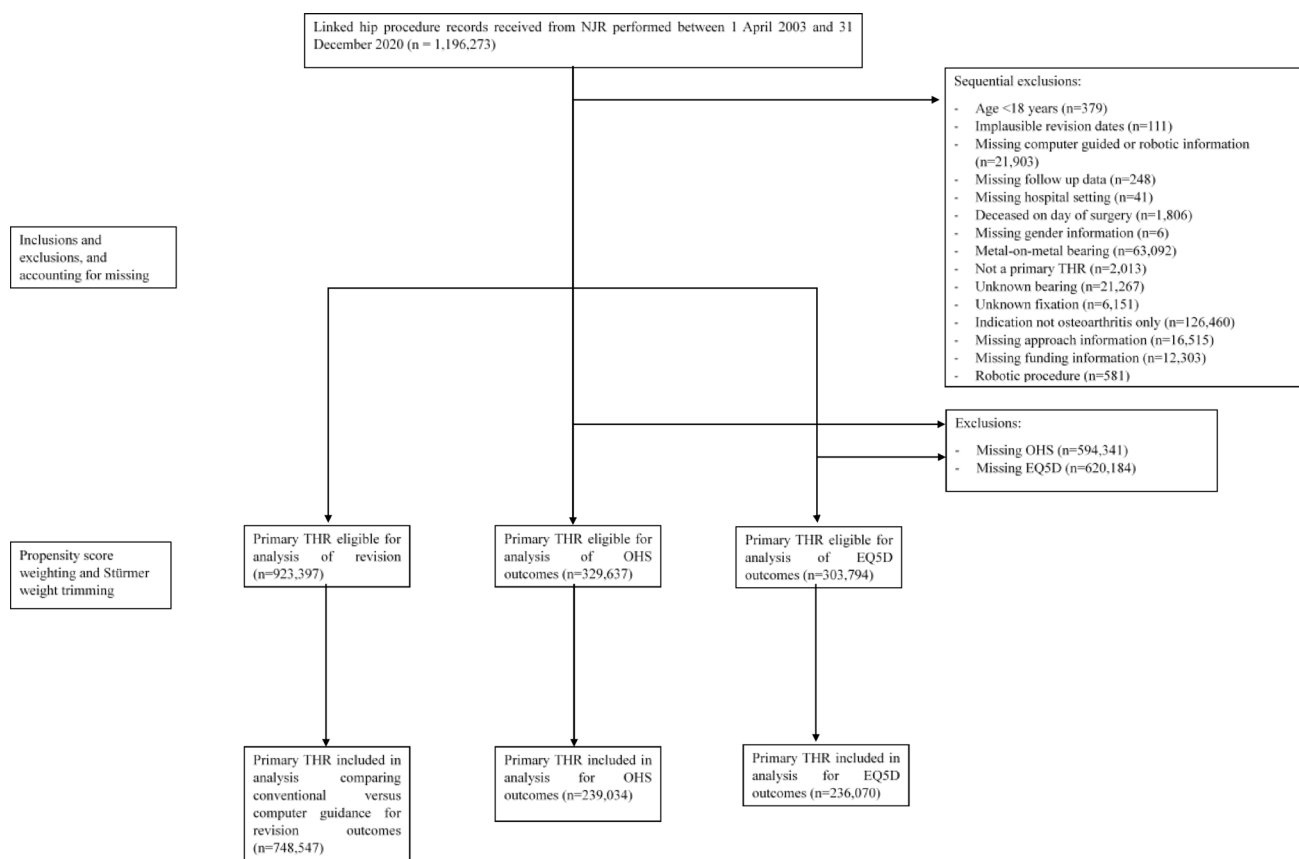 Linked hip procedure records received from NJR performed between 1 April 2003 and 31
December 2020 (n = 1,196,273)
Sequential exclusions:
- Age <18 years (n=379)
- Implausible revision dates (n=111)
- Missing computer guided or robotic information
(n=21,903)
- Missing follow up data (n=248)
- Missing hospital setting (n=41)
- Deceased on day of surgery (n=1,806)
- Missing gender information (n=6)
- Metal-on-metal bearing (n=63,092)
- Not a primary THR (n=2,013)
- Unknown bearing (n=21,267)
- Unknown fixation (n=6,151)
- Indication not osteoarthritis only (n=126,460)
- Missing approach information (n=16,515)
- Missing funding information (n=12,303)
- Robotic procedure (n=581)
Inclusions and
exclusions, and
accounting for missing
Exclusions:
- Missing OHS (n=594,341)
- Missing EQ5D (n=620,184)
Propensity score
weighting and Stürmer
weight trimming
Primary THR eligible for
analysis of revision
(n=923,397)
Primary THR eligible for
analysis of OHS
outcomes (n=329,637)
Primary THR eligible for
analysis of EQ5D
outcomes (n=303,794)
Primary THR included in
analysis comparing
conventional versus
computer guidance for
revision outcomes
(n=748,547)
Primary THR included in
analysis for OHS
outcomes (n=239,034)
Primary THR included in
analysis for EQ5D
outcomes (n=236,070)